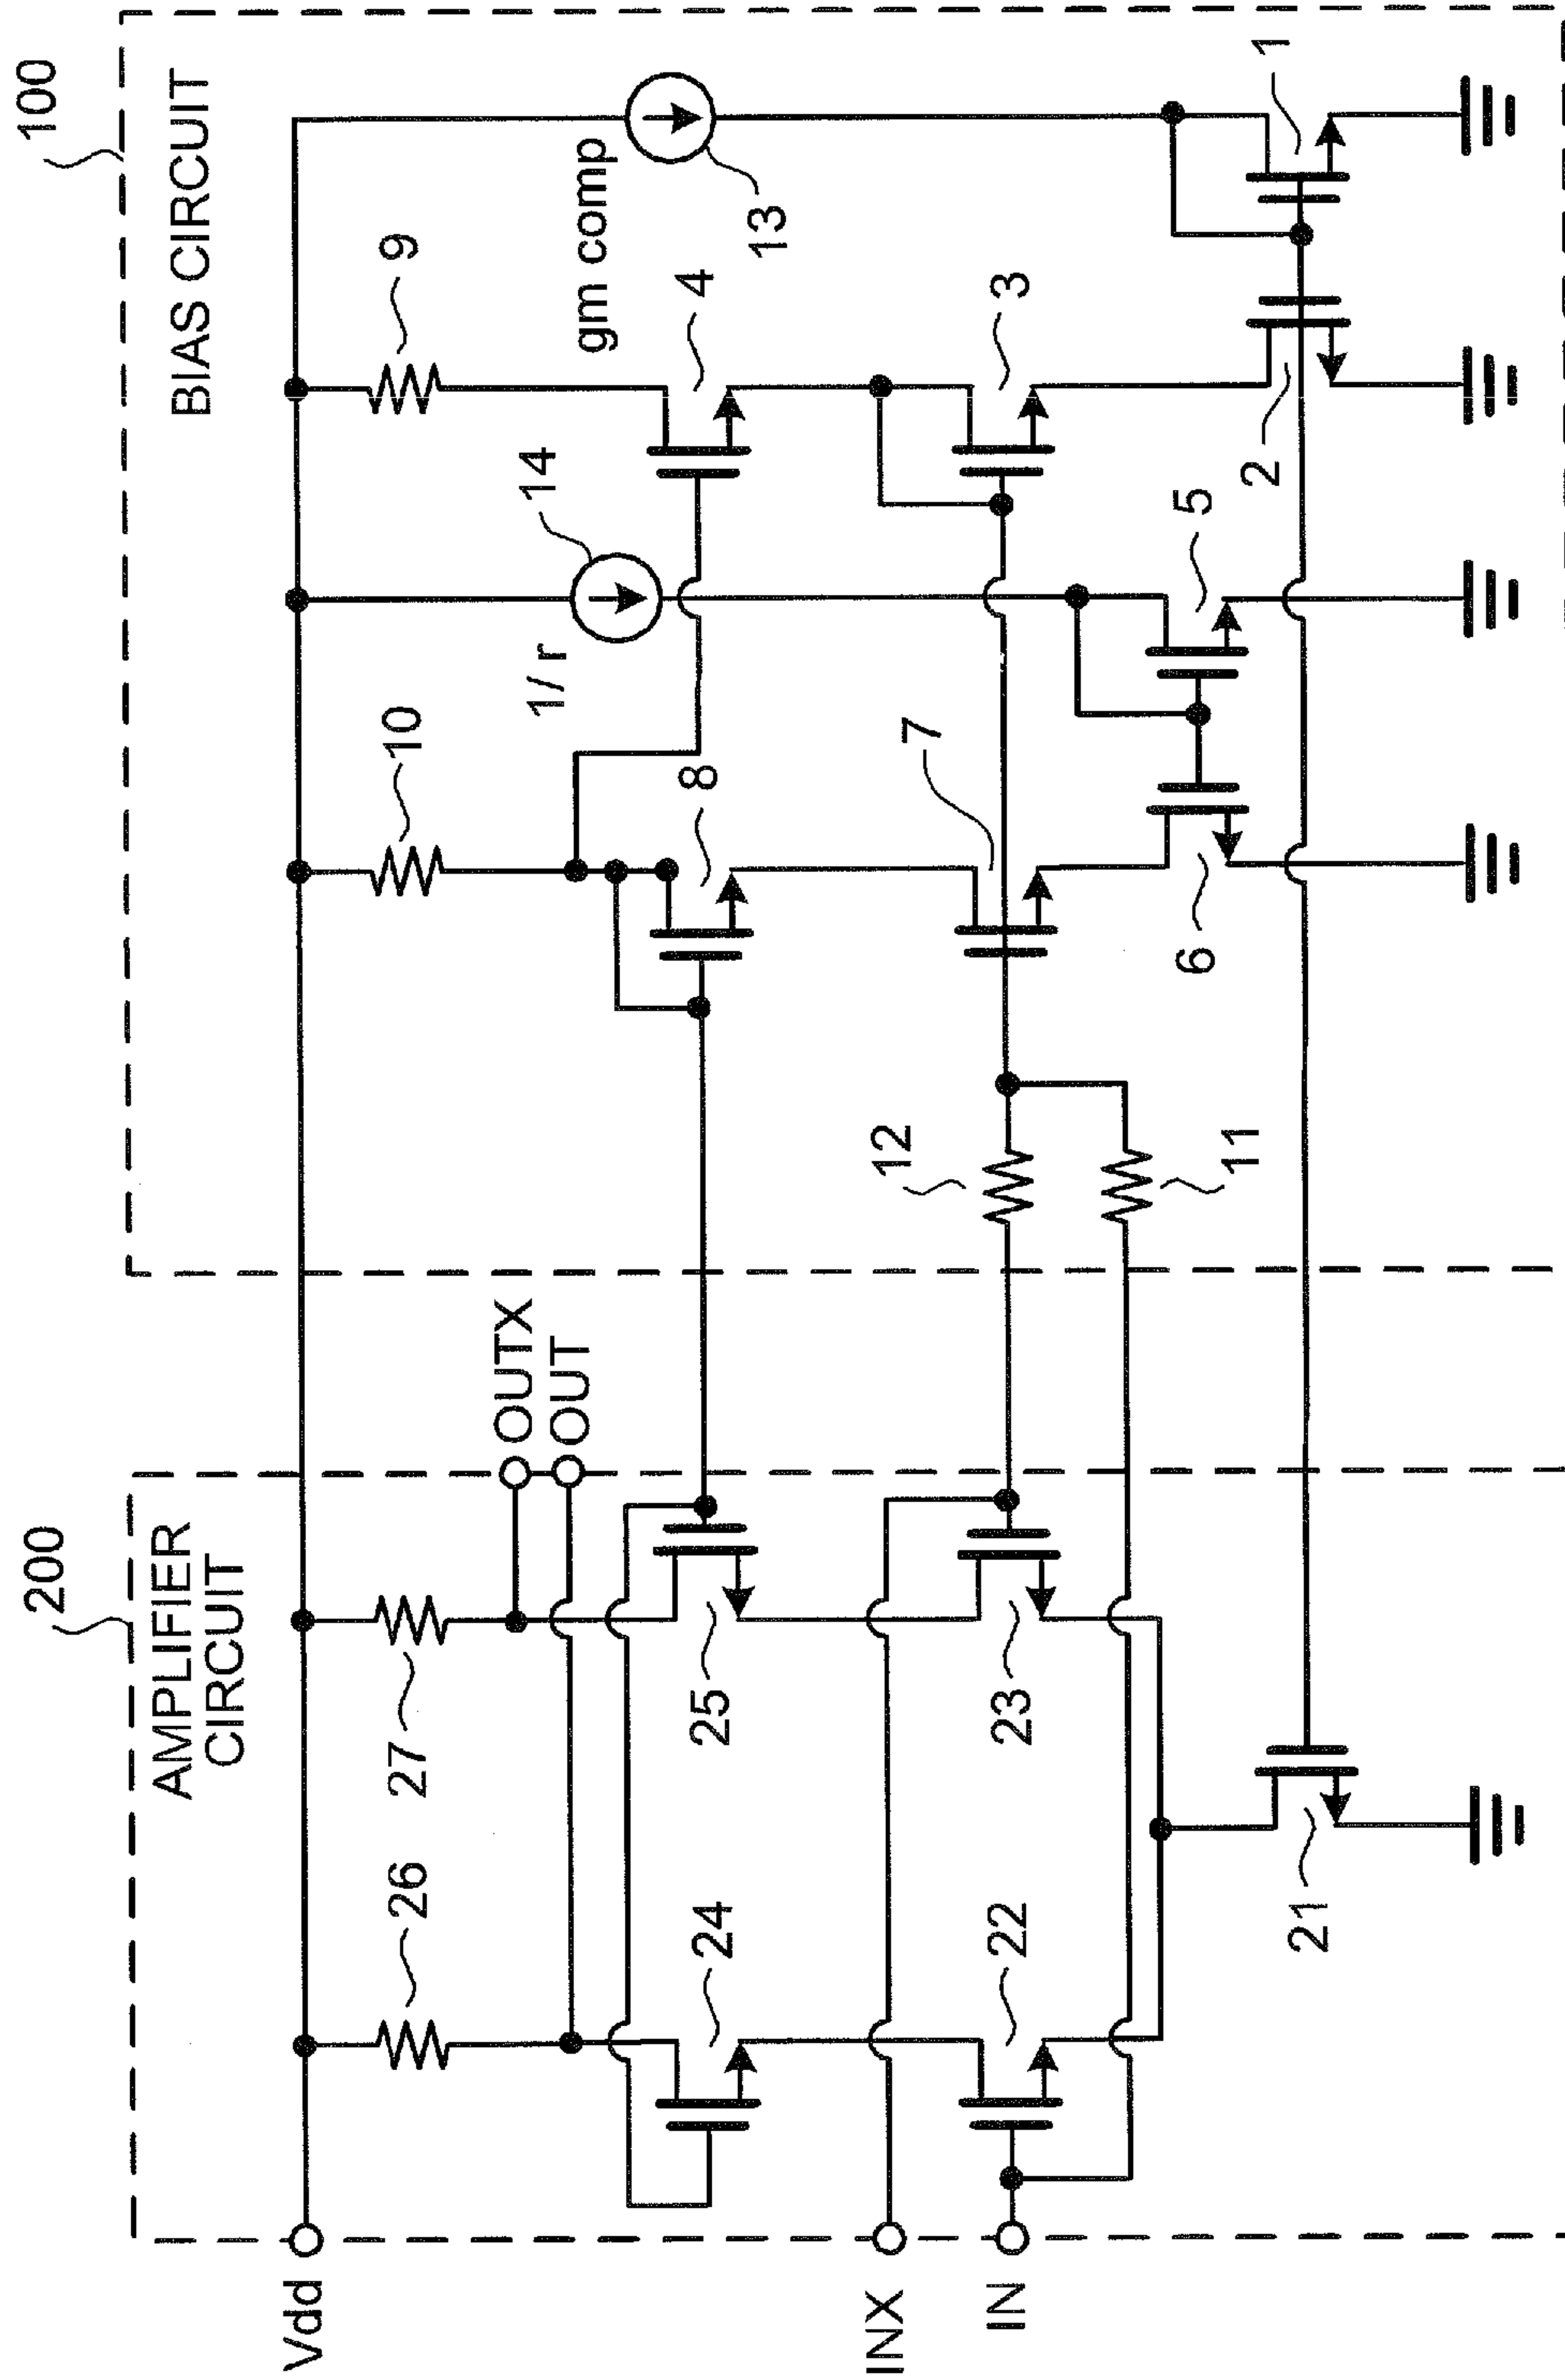 100
200
BIAS CIRCUIT
AMPLIFIER
CIRCUIT
Vdd
26
27
10
9
OUTX
OUT
1/ r
14
gm comp
13
24
25
8
4
INX
IN
22
23
12
11
7
3
6
5
2
1
21